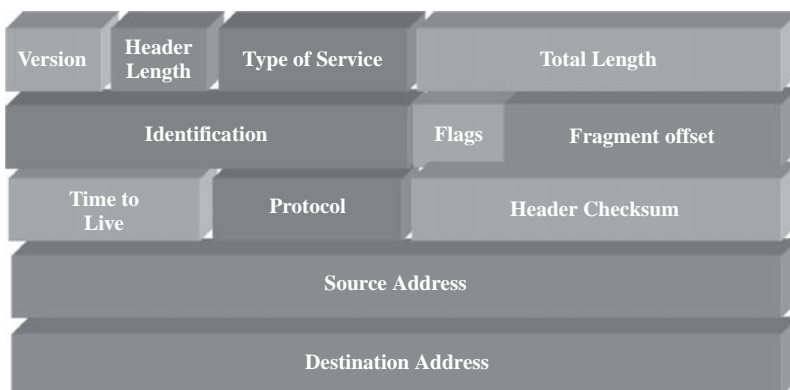 Version
Header
Length
Type of Service
Total Length
Identification
Flags
Fragment offset
Time to
Live
Protocol
Header Checksum
Source Address
Destination Address